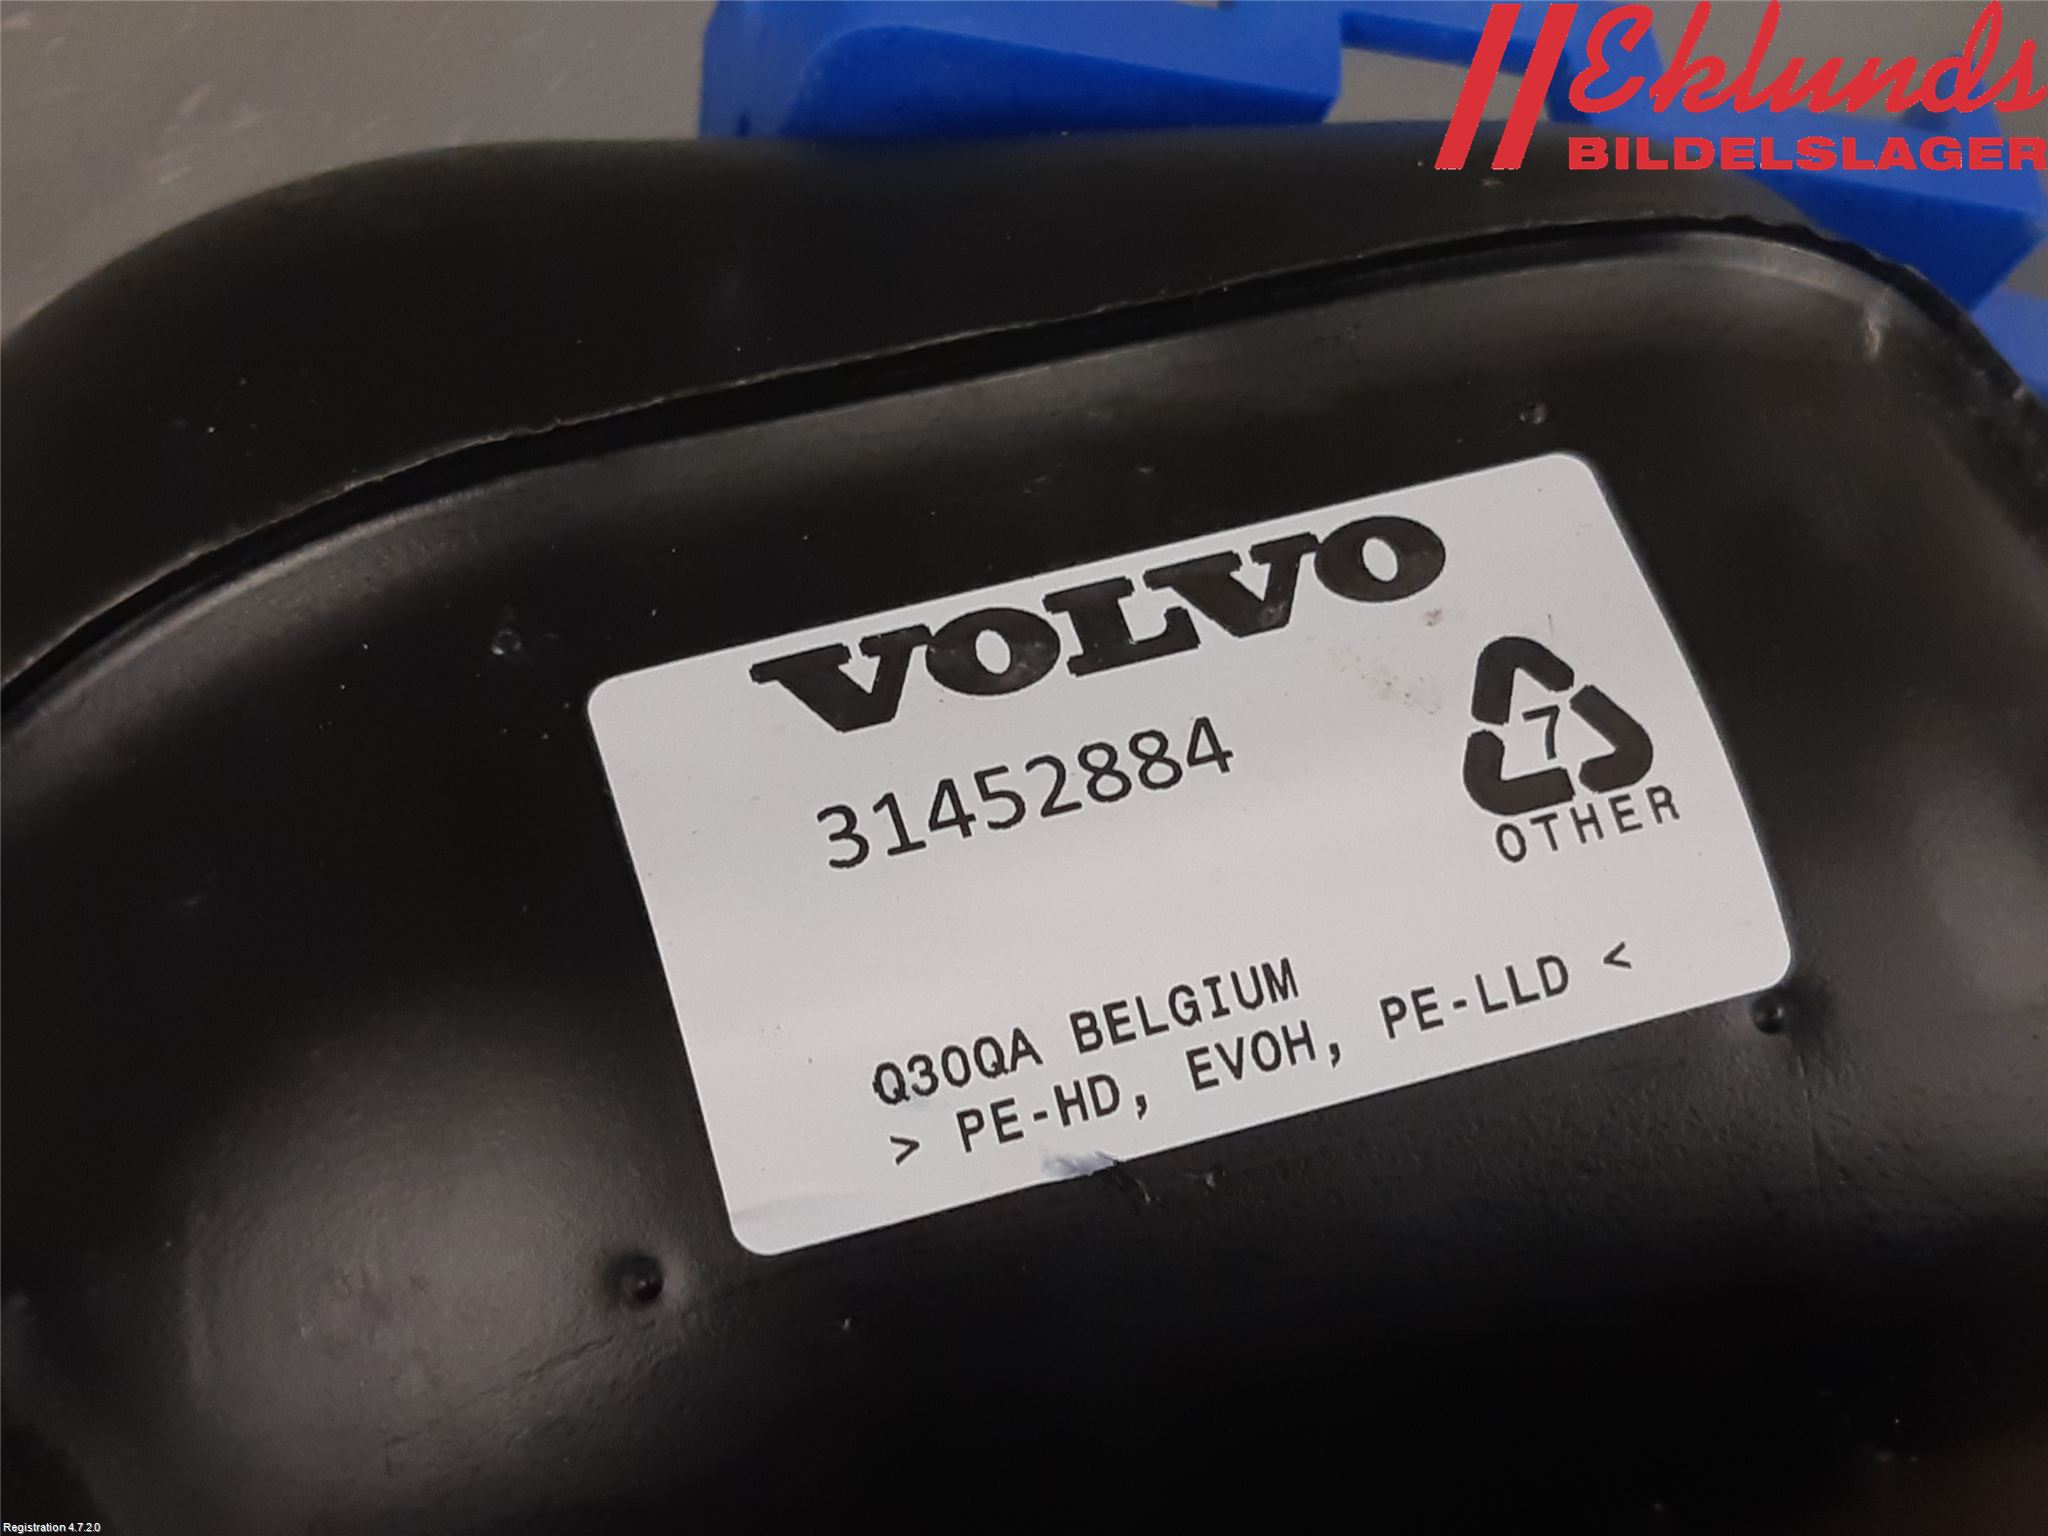 Eklunds
BILDELSLAGER
VOLVO
31452884
7
OTHER
Q30QA BELGIUM
> PE-HD, EVOH, PE-LLD <
Registration 4.7.2.0